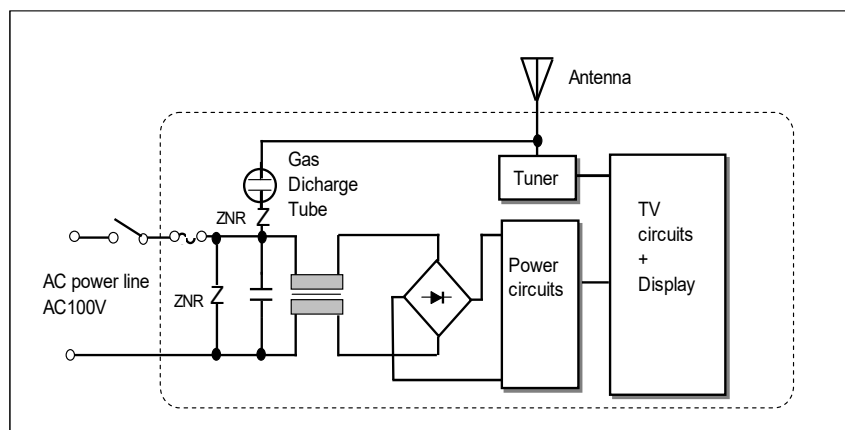 Antenna
Gas
Dicharge
Tube
Tuner
ZNR
TV
circuits
+
Display
Power
circuits
AC power line
AC100V
ZNR